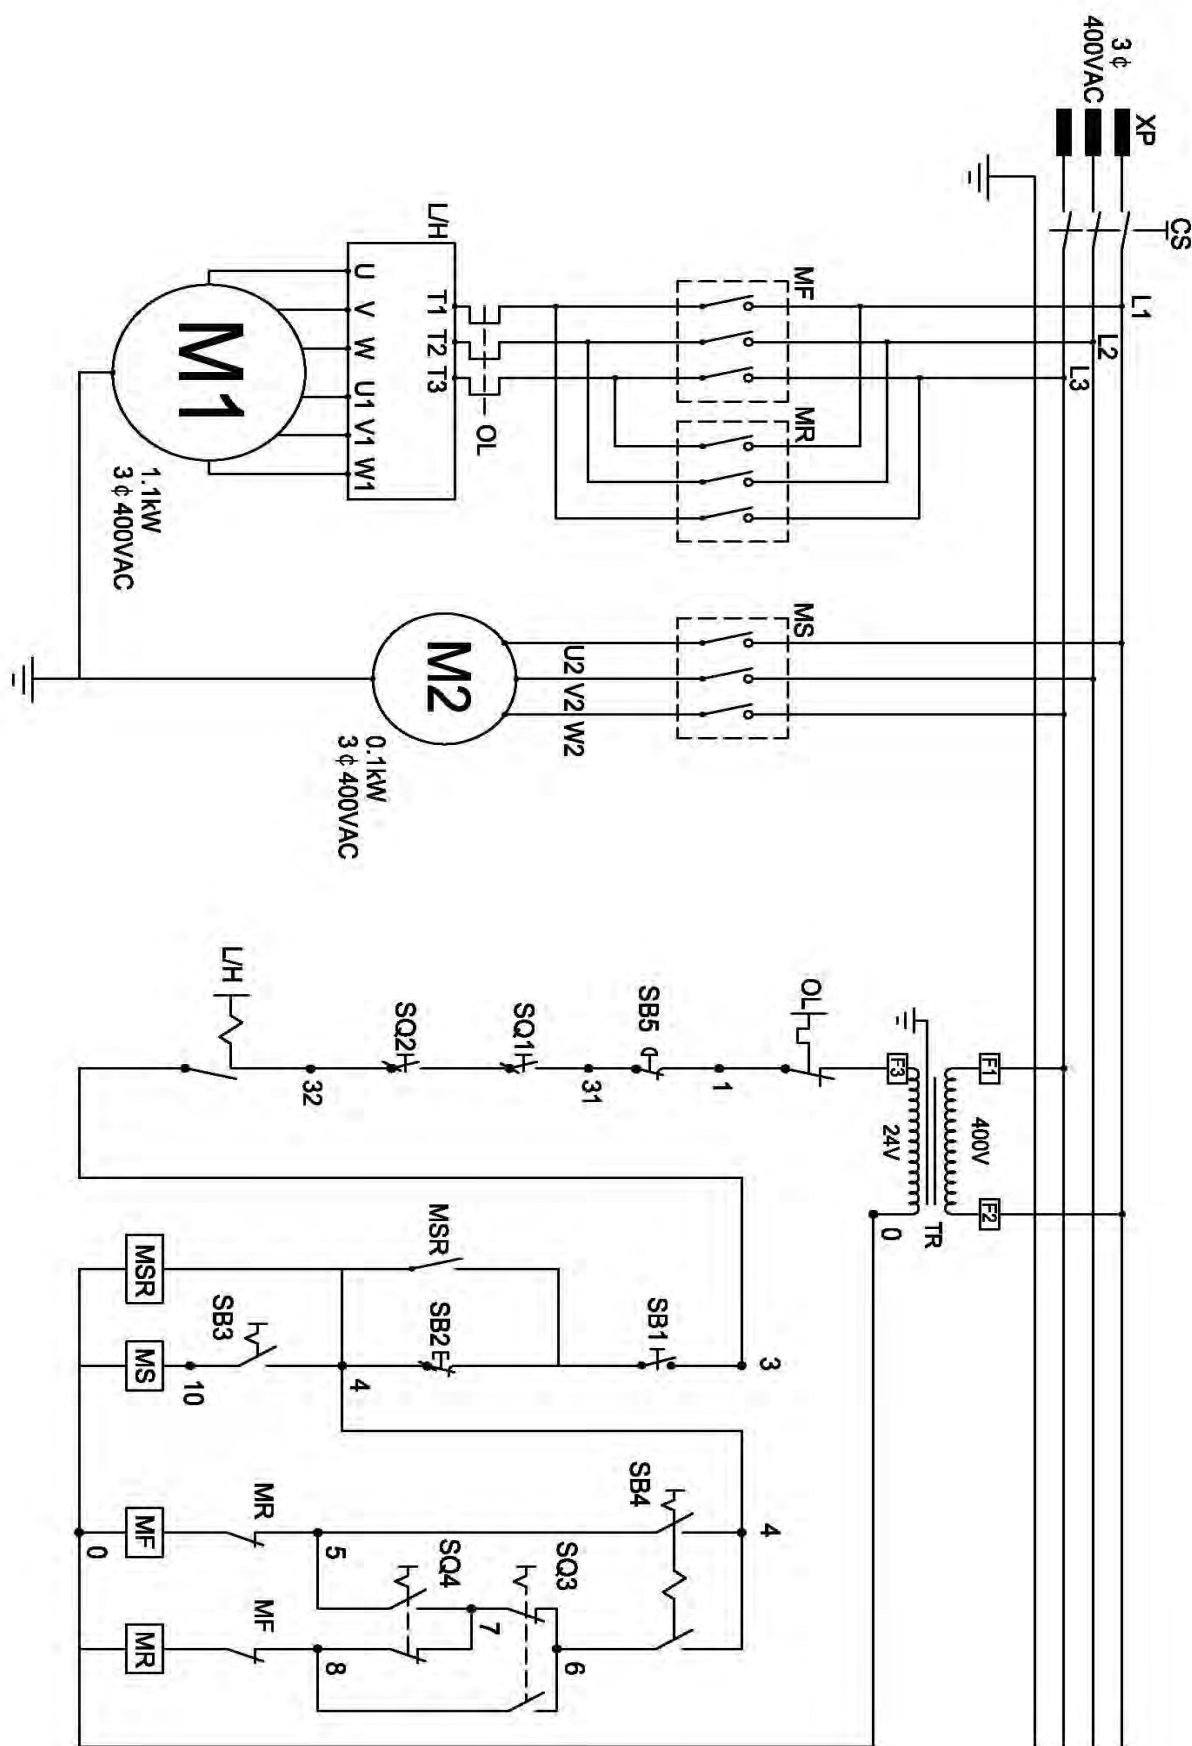 3 ¢
400VAC
XP
CS
L1
L2
L3
MF
MR
MS
L/H
T1 T2 T3
OL
U V W U1 V1 W1
M1
1.1kW
3 ¢ 400VAC
U2 V2 W2
M2
0.1kW
3 ¢ 400VAC
F1
F2
400V
TR
F3
24V
0
OL
1
SB5
31
SQ1
SQ2
32
L/H
3
SB1
MSR
SB2
4
SB3
10
MSR
MS
4
SB4
6
SQ3
7
SQ4
5
8
MR
MF
MF
MR
0